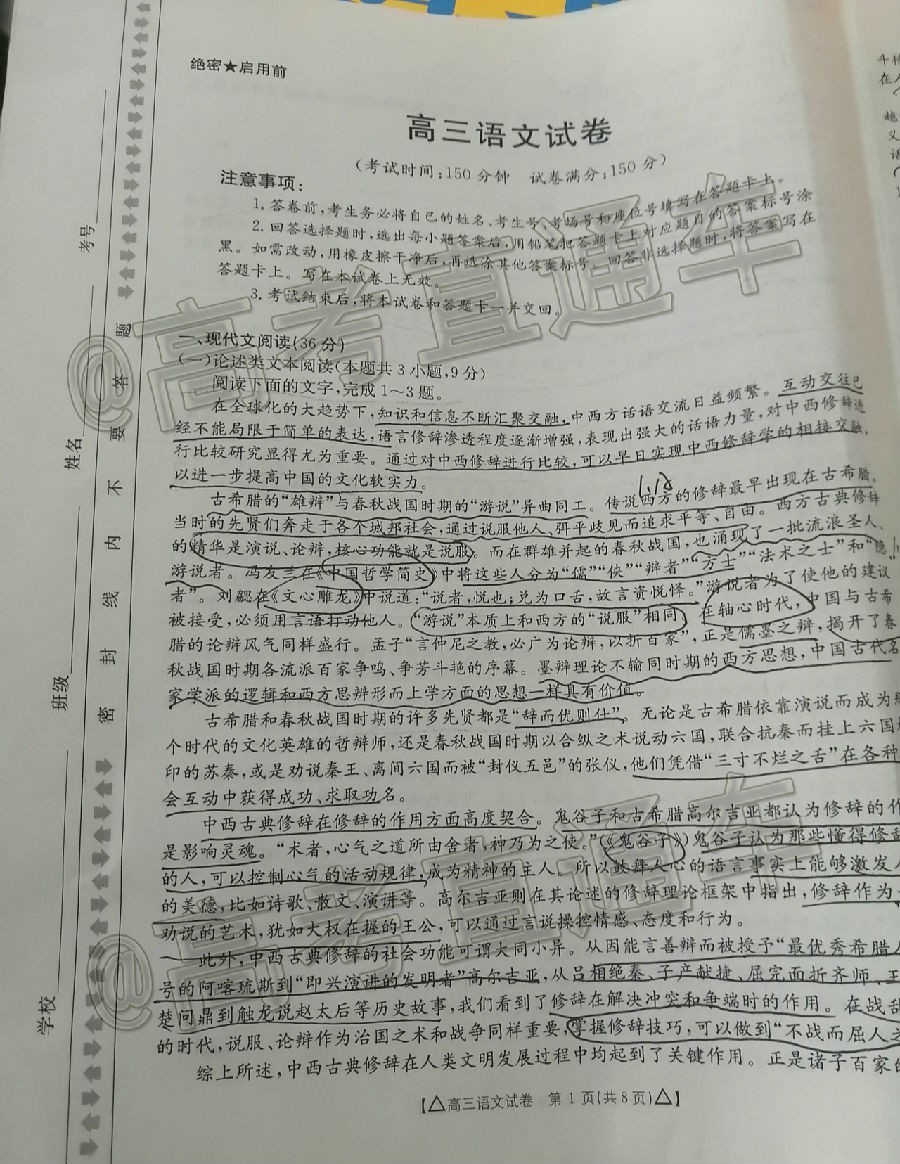 绝密★启用前
高三语文试卷
(考试时间:150分钟 试卷满分:150分)
注意事项:
1.答卷前,考生务必将自己的姓名、考生号、考场号和座位号填写在答题卡上。
2.回答选择题时,选出每小题答案后,用铅笔把答题卡上对应题目的答案标号涂
黑。如需改动,用橡皮擦干净后,再选涂其他答案标号。回答非选择题时,将答案写在
答题卡上。写在本试卷上无效。
3.考试结束后,将本试卷和答题卡一并交回。
一、现代文阅读(36分)
(一)论述类文本阅读(本题共3小题,9分)
阅读下面的文字,完成1~3题。
在全球化的大趋势下,知识和信息不断汇聚交融,中西方话语交流日益频繁。互动交往已
经不能局限于简单的表达,语言修辞渗透程度逐渐增强,表现出强大的话语力量,对中西修辞进
行比较研究显得尤为重要。通过对中西修辞进行比较,可以早日实现中西修辞学的相接交融,
以进一步提高中国的文化软实力。
古希腊的“雄辩”与春秋战国时期的“游说”异曲同工。传说西方的修辞最早出现在古希腊,
当时的先贤们奔走于各个城邦社会,通过说服他人、弭平歧见而追求平等、自由。西方古典修辞
的精华是演说、论辩,核心功能就是说服。而在群雄并起的春秋战国,也涌现了一批流浪圣人、
游说者。冯友兰在《中国哲学简史》中将这些人分为“儒”“侠”“辩者”“方士”“法术之士”和“隐
者”。刘勰在《文心雕龙》中说道:“说者,悦也;兑为口舌,故言资悦怿。”游说者为了使他的建议
被接受,必须用言语打动他人。“游说”本质上和西方的“说服”相同。在轴心时代,中国与古希
腊的论辩风气同样盛行。孟子“言仲尼之教,必广为论辩,以折百家”,正是儒墨之辩,揭开了春
秋战国时期各流派百家争鸣、争芳斗艳的序幕。墨辩理论不输同时期的西方思想,中国古代名
家学派的逻辑和西方思辨形而上学方面的思想一样具有价值。
古希腊和春秋战国时期的许多先贤都是“辞而优则仕”。无论是古希腊依靠演说而成为那
个时代的文化英雄的哲辩师,还是春秋战国时期以合纵之术说动六国,联合抗秦而挂上六国相
印的苏秦,或是劝说秦王、离间六国而被“封仪五邑”的张仪,他们凭借“三寸不烂之舌”在各种
会互动中获得成功、求取功名。
中西古典修辞在修辞的作用方面高度契合。鬼谷子和古希腊高尔吉亚都认为修辞的作
是影响灵魂。“术者,心气之道所由舍者,神乃为之使。”(《鬼谷子》)鬼谷子认为那些懂得修辞
的人,可以控制心气的活动规律,成为精神的主人。所以鼓舞人心的语言事实上能够激发人
的美德,比如诗歌、散文、演讲等。高尔吉亚则在其论述的修辞理论框架中指出,修辞作为
劝说的艺术,犹如大权在握的王公,可以通过言说操控情感、态度和行为。
此外,中西古典修辞的社会功能可谓大同小异。从因能言善辩而被授予“最优秀希腊人
号的阿喀琉斯到“即兴演讲的发明者”高尔吉亚,从吕相绝秦、子产献捷、屈完面折齐师、王
楚问鼎到触龙说赵太后等历史故事,我们看到了修辞在解决冲突和争端时的作用。在战乱
的时代,说服、论辩作为治国之术和战争同样重要,掌握修辞技巧,可以做到“不战而屈人之
综上所述,中西古典修辞在人类文明发展过程中均起到了关键作用。正是诸子百家的
【△高三语文试卷 第1页(共8页)△】
学校
班级
姓名
考号
密封线内不要答题
@高考直通车
@高考直通车
斗
在
越
义
话